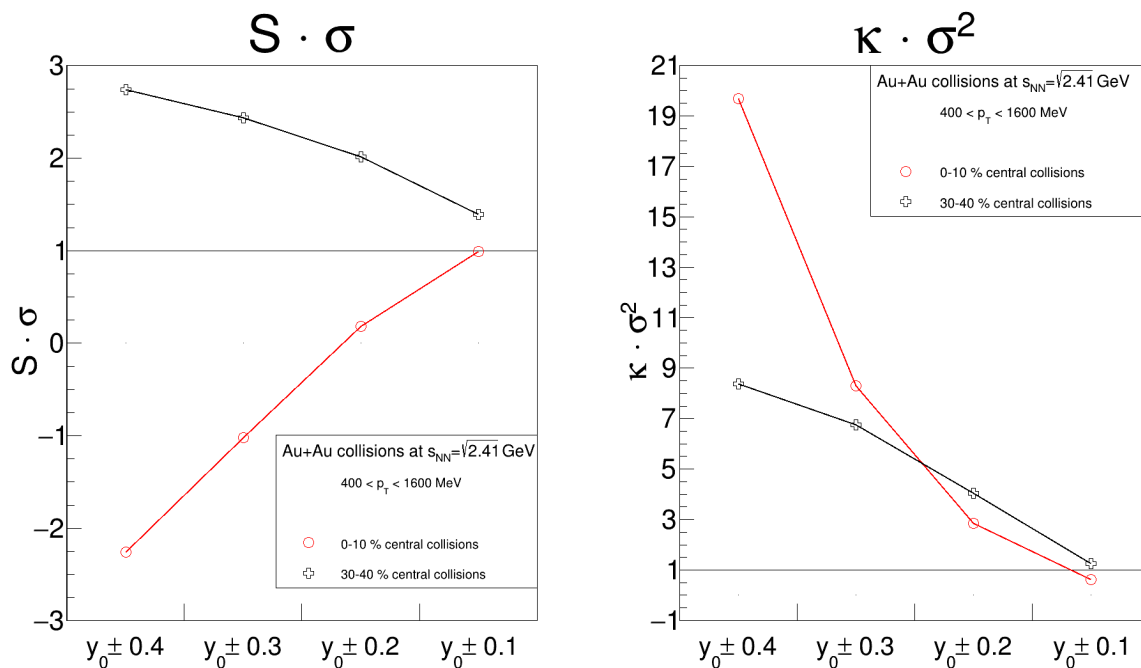 S · σ
3
2
1
0
−1
−2
−3
S · σ
Au+Au collisions at s_NN=√2.41 GeV
400 < p_T < 1600 MeV
0-10 % central collisions
30-40 % central collisions
y_0± 0.4 y_0± 0.3 y_0± 0.2 y_0± 0.1
κ · σ²
21
19
17
15
13
11
9
7
5
3
1
−1
κ · σ²
Au+Au collisions at s_NN=√2.41 GeV
400 < p_T < 1600 MeV
0-10 % central collisions
30-40 % central collisions
y_0± 0.4 y_0± 0.3 y_0± 0.2 y_0± 0.1